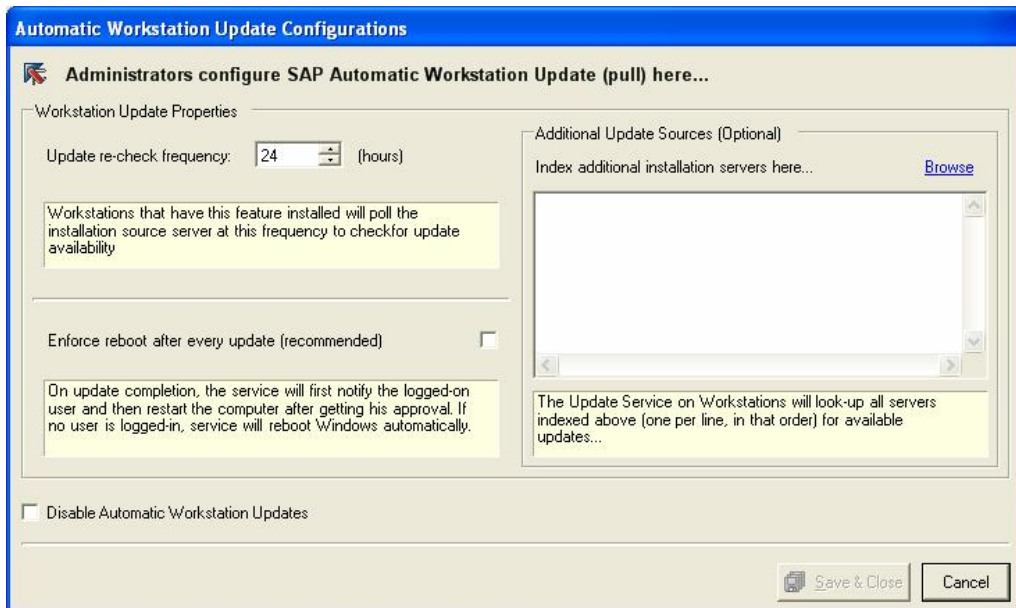 Automatic Workstation Update Configurations
Administrators configure SAP Automatic Workstation Update (pull) here...
Workstation Update Properties
Update re-check frequency: 24 (hours)
Workstations that have this feature installed will poll the
installation source server at this frequency to checkfor update
availability
Enforce reboot after every update (recommended)
On update completion, the service will first notify the logged-on
user and then restart the computer after getting his approval. If
no user is logged-in, service will reboot Windows automatically.
Additional Update Sources (Optional)
Index additional installation servers here... Browse
The Update Service on Workstations will look-up all servers
indexed above (one per line, in that order) for available
updates...
Disable Automatic Workstation Updates
Save & Close Cancel